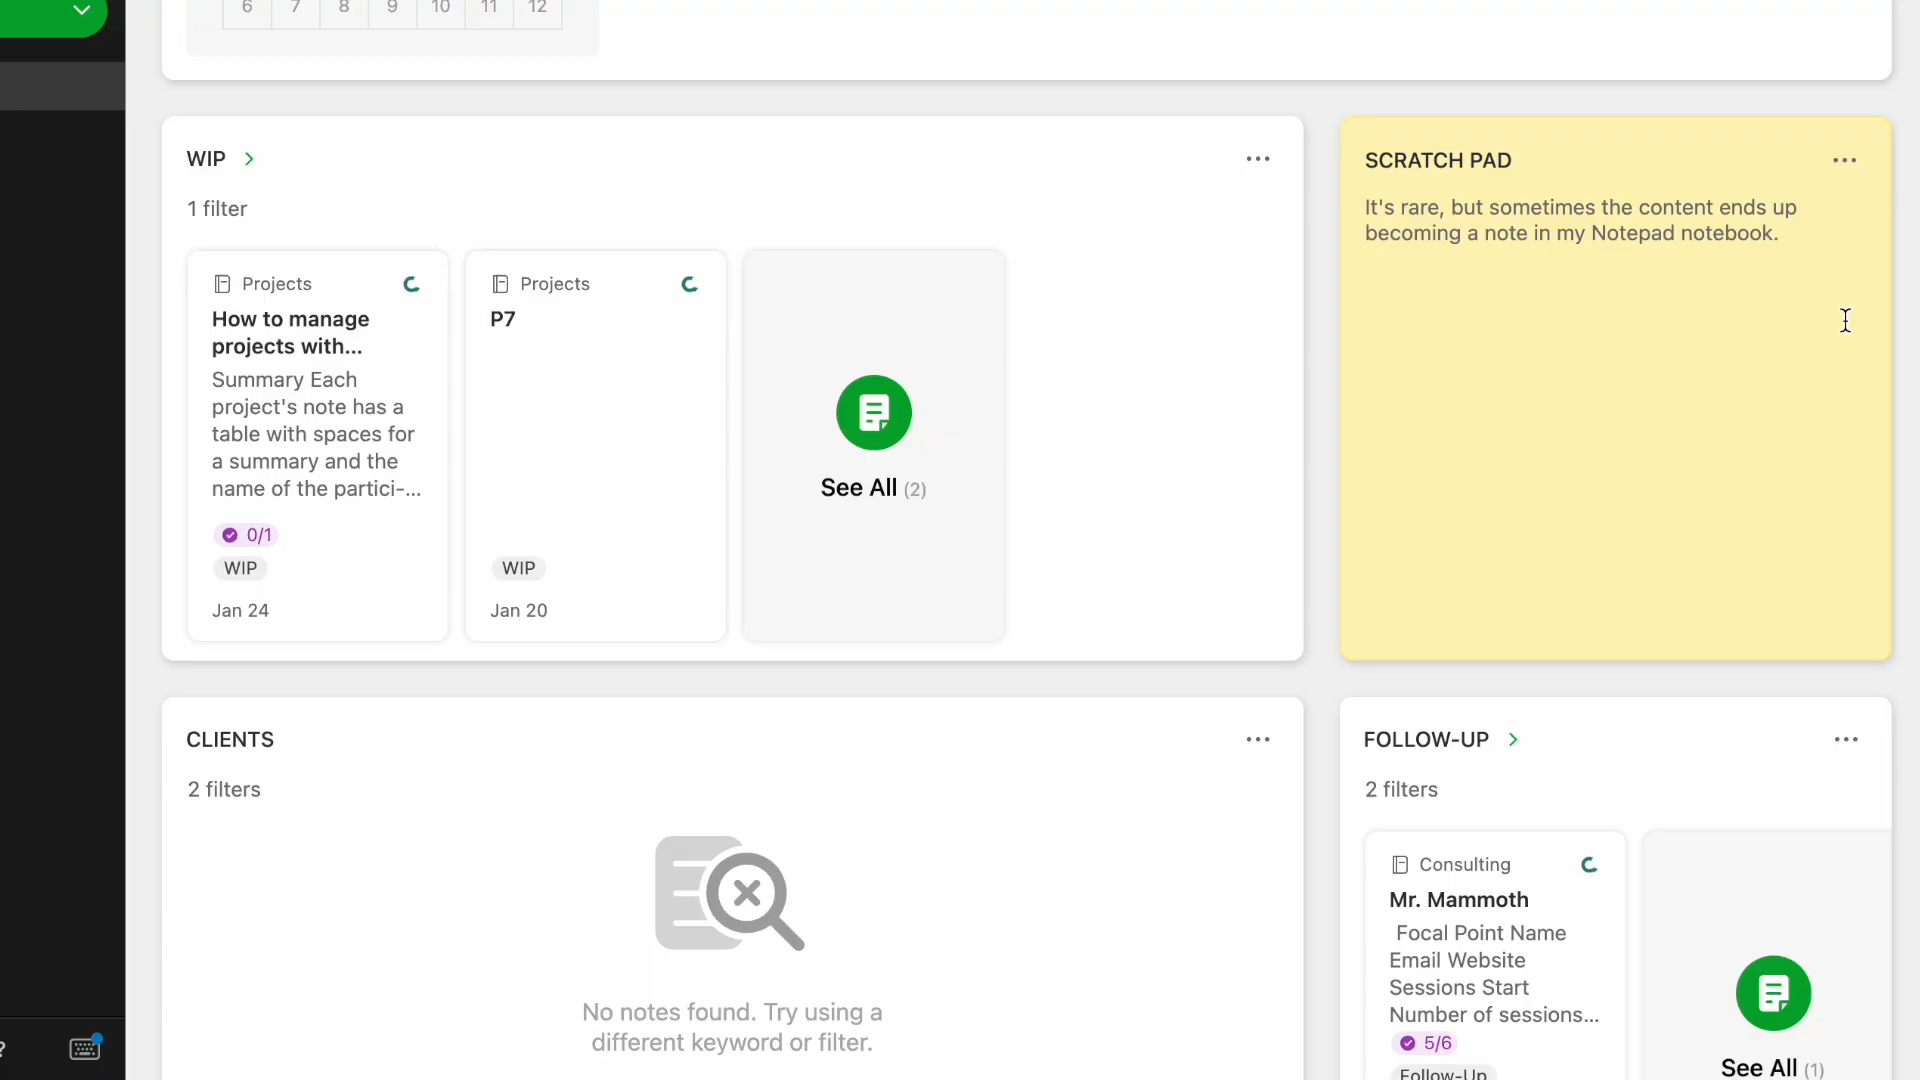 6 7 8 9 10 11 12
WIP
1 filter
Projects
How to manage
projects with...
Summary Each
project's note has a
table with spaces for
a summary and the
name of the partici-...
0/1
WIP
Jan 24
Projects
P7
WIP
Jan 20
See All (2)
SCRATCH PAD
It's rare, but sometimes the content ends up
becoming a note in my Notepad notebook.
CLIENTS
2 filters
No notes found. Try using a
different keyword or filter.
FOLLOW-UP
2 filters
Consulting
Mr. Mammoth
Focal Point Name
Email Website
Sessions Start
Number of sessions...
5/6
Follow-Up
See All (1)
?